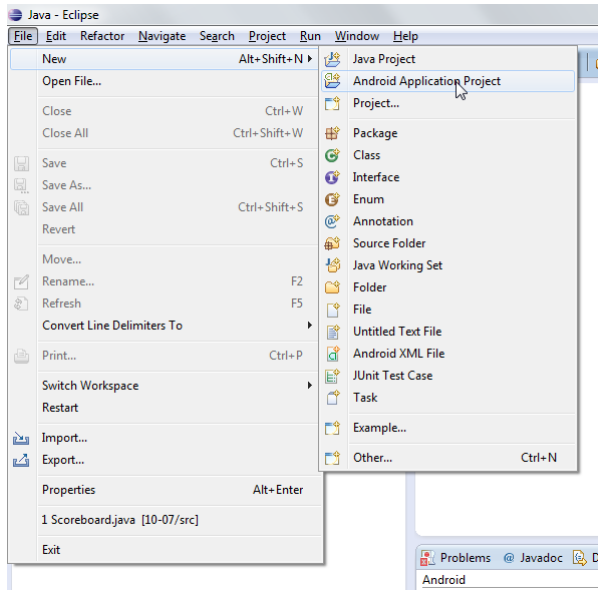 Java - Eclipse
File Edit Refactor Navigate Search Project Run Window Help
New Alt+Shift+N
Open File...
Close Ctrl+W
Close All Ctrl+Shift+W
Save Ctrl+S
Save As...
Save All Ctrl+Shift+S
Revert
Move...
Rename... F2
Refresh F5
Convert Line Delimiters To
Print... Ctrl+P
Switch Workspace
Restart
Import...
Export...
Properties Alt+Enter
1 Scoreboard.java [10-07/src]
Exit
Java Project
Android Application Project
Project...
Package
Class
Interface
Enum
Annotation
Source Folder
Java Working Set
Folder
File
Untitled Text File
Android XML File
JUnit Test Case
Task
Example...
Other... Ctrl+N
Problems @ Javadoc D
Android